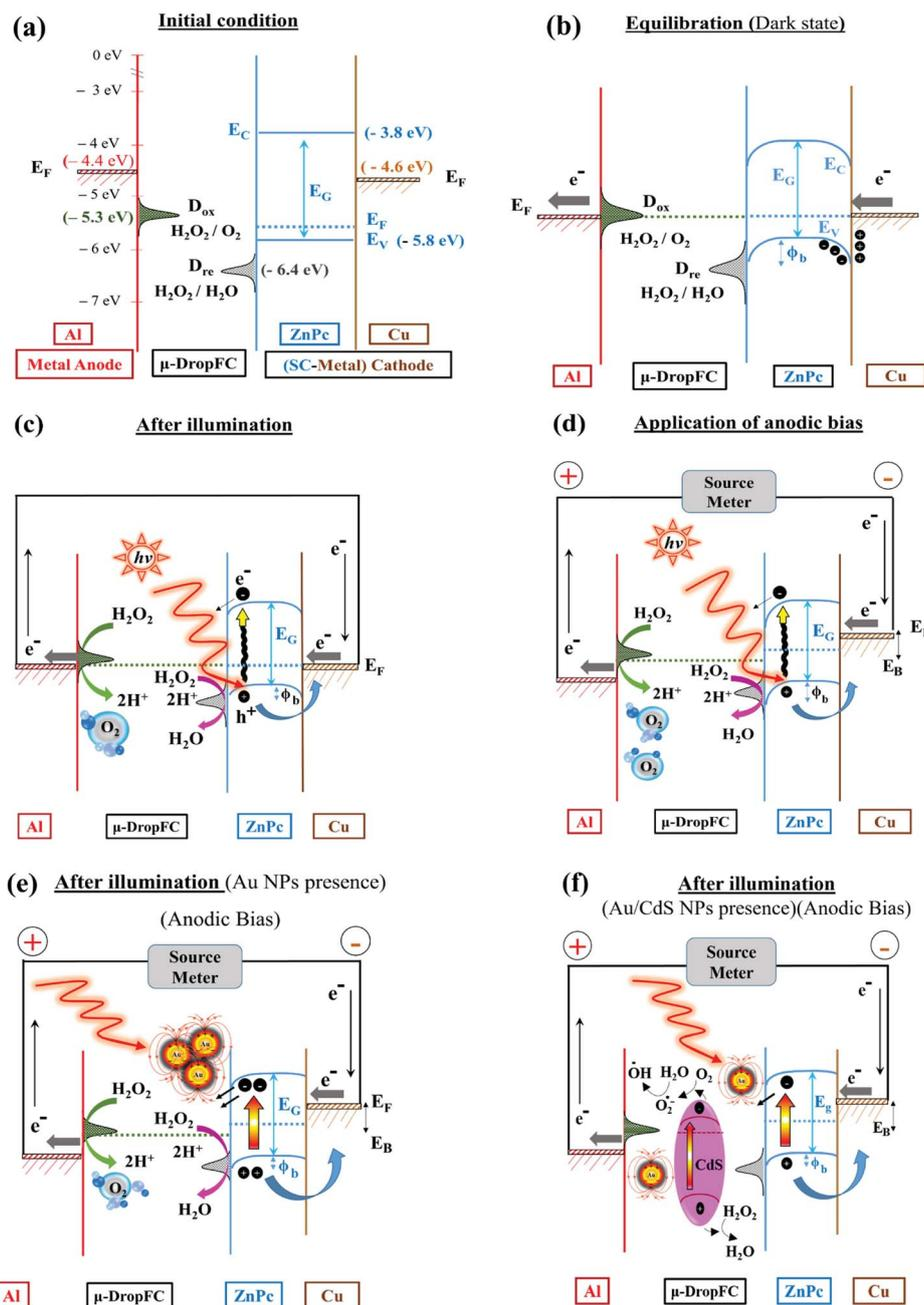 (a)
Initial condition
0 eV
− 3 eV
− 4 eV
− 5 eV
− 6 eV
− 7 eV
E_F
(− 4.4 eV)
(− 5.3 eV)
D_ox
H₂O₂ / O₂
D_re
(− 6.4 eV)
H₂O₂ / H₂O
E_C
(- 3.8 eV)
E_G
(- 4.6 eV)
E_F
E_F
E_V (- 5.8 eV)
Al
ZnPc
Cu
Metal Anode
μ-DropFC
(SC-Metal) Cathode
(b)
Equilibration (Dark state)
e⁻
E_F
D_ox
H₂O₂ / O₂
D_re
H₂O₂ / H₂O
E_G
E_C
e⁻
E_V
ϕ_b
Al
μ-DropFC
ZnPc
Cu
(c)
After illumination
hν
e⁻
e⁻
H₂O₂
e⁻
E_G
e⁻
E_F
H₂O₂
2H⁺
2H⁺
ϕ_b
h⁺
O₂
H₂O
Al
μ-DropFC
ZnPc
Cu
(d)
Application of anodic bias
+
Source
Meter
-
hν
e⁻
H₂O₂
e⁻
E_G
e⁻
E_B
H₂O₂
2H⁺
2H⁺
ϕ_b
O₂
H₂O
O₂
Al
μ-DropFC
ZnPc
Cu
(e)
After illumination (Au NPs presence)
(Anodic Bias)
+
Source
Meter
-
e⁻
Au
Au
Au
H₂O₂
e⁻
e⁻
E_F
H₂O₂
E_G
E_B
2H⁺
2H⁺
ϕ_b
O₂
H₂O
Al
μ-DropFC
ZnPc
Cu
(f)
After illumination
(Au/CdS NPs presence)(Anodic Bias)
+
Source
Meter
-
e⁻
ȮH
H₂O
O₂
Au
O₂•⁻
e⁻
E_F
e⁻
E_g
E_B
Au
CdS
ϕ_b
H₂O₂
H₂O
Al
μ-DropFC
ZnPc
Cu